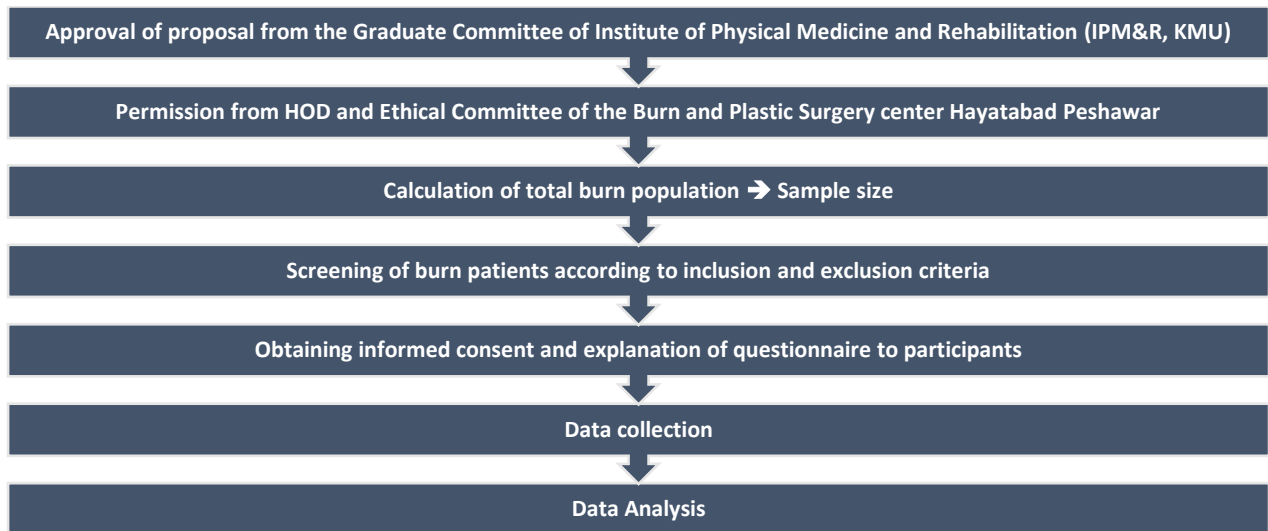 Approval of proposal from the Graduate Committee of Institute of Physical Medicine and Rehabilitation (IPM&R, KMU)
Permission from HOD and Ethical Committee of the Burn and Plastic Surgery center Hayatabad Peshawar
Calculation of total burn population ➔ Sample size
Screening of burn patients according to inclusion and exclusion criteria
Obtaining informed consent and explanation of questionnaire to participants
Data collection
Data Analysis